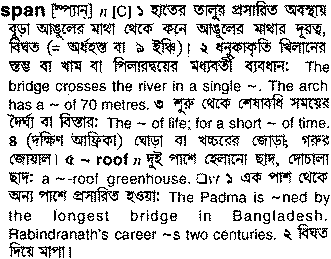 span [স্প্যান্] n [C] ১ হাতের তালুর প্রসারিত অবস্থায়
বুড়া আঙুলের মাথা থেকে কনে আঙুলের মাথার দূরত্ব,
বিঘত (= অর্ধহস্ত বা ৯ ইঞ্চি)। ২ ধনুকাকৃতি খিলানের
স্তম্ভ বা খাম বা পিলারদ্বয়ের মধ্যবর্তী ব্যবধান: The
bridge crosses the river in a single ~. The arch
has a ~ of 70 metres. ৩ শুরু থেকে শেষাবধি সময়ের
দৈর্ঘ্য বা বিস্তার: The ~ of life; for a short ~ of time.
৪ (দক্ষিণ আফ্রিকা) ঘোড়া বা খচ্চরের জোড়া, গরুর
জোয়াল। ৫ ~ roof n দুই পাশে হেলানো ছাদ, দোচালা
ছাদ: a ~-roof greenhouse. □vt ১ এক পাশ থেকে
অন্য পাশে প্রসারিত হওয়া: The Padma is ~ned by
the longest bridge in Bangladesh.
Rabindranath's career ~s two centuries. ২ বিঘত
দিয়ে মাপা।